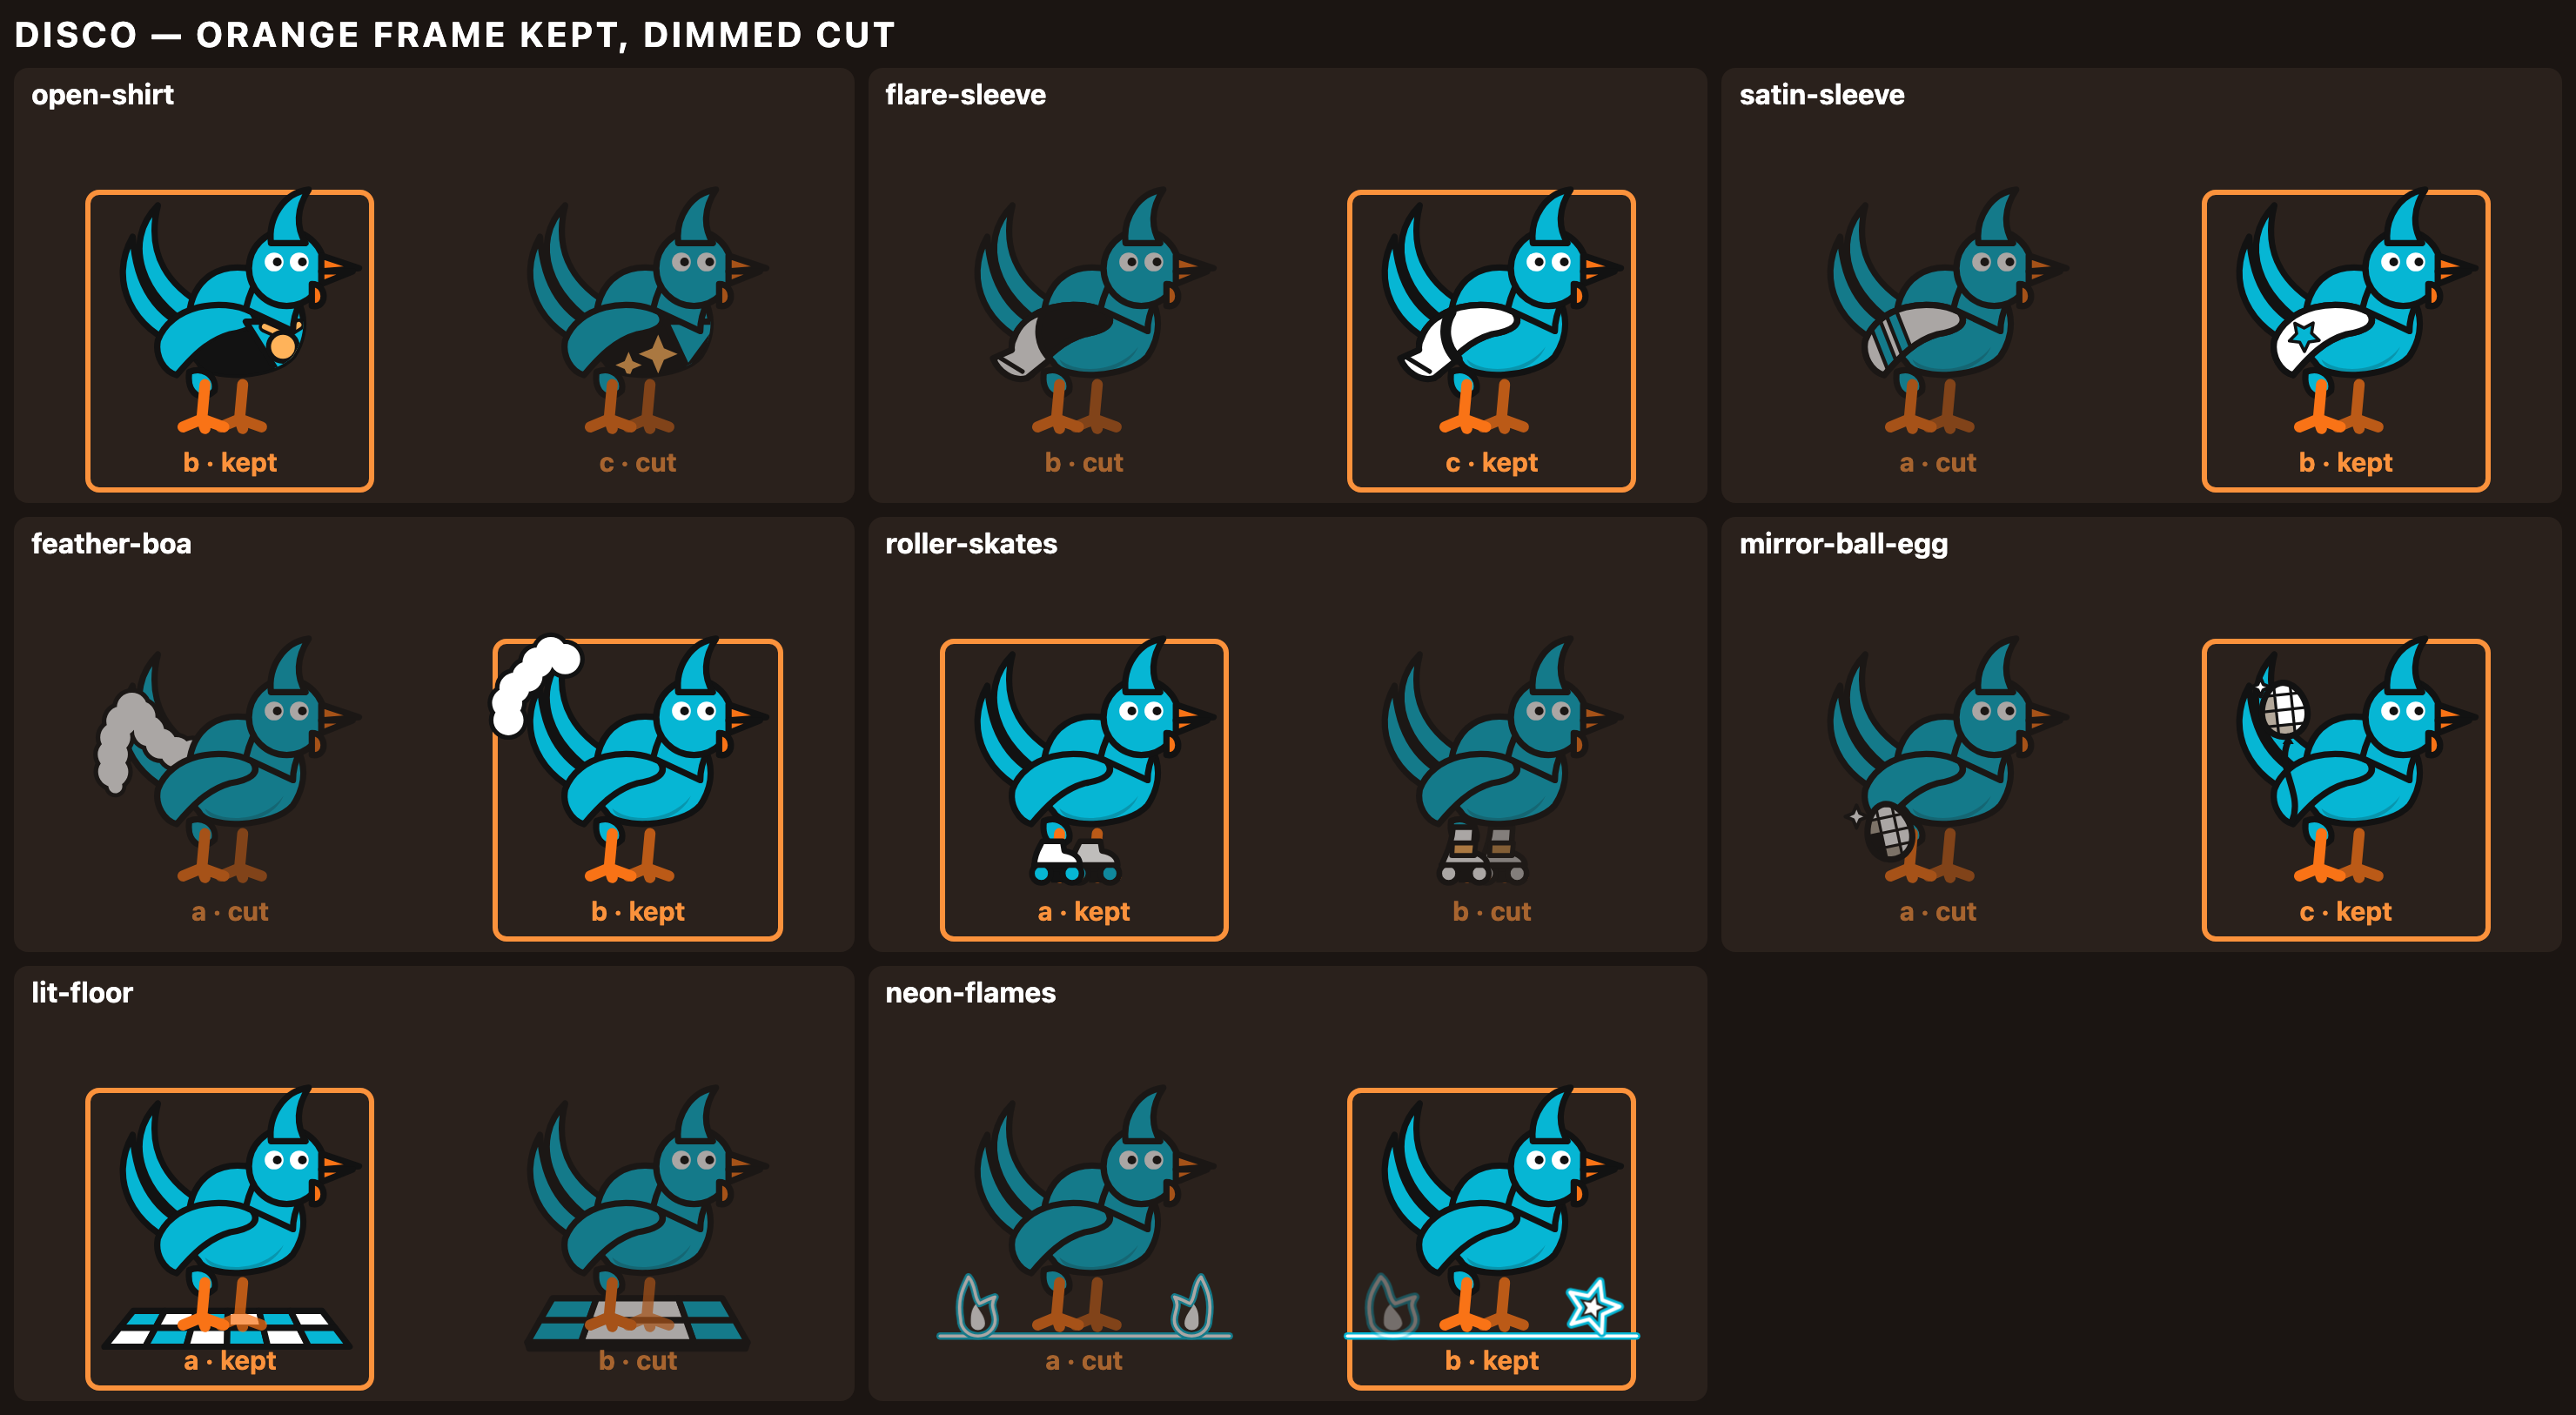 DISCO — ORANGE FRAME KEPT, DIMMED CUT
open-shirt
b · kept
c · cut
flare-sleeve
b · cut
c · kept
satin-sleeve
a · cut
b · kept
feather-boa
a · cut
b · kept
roller-skates
a · kept
b · cut
mirror-ball-egg
a · cut
c · kept
lit-floor
a · kept
b · cut
neon-flames
a · cut
b · kept